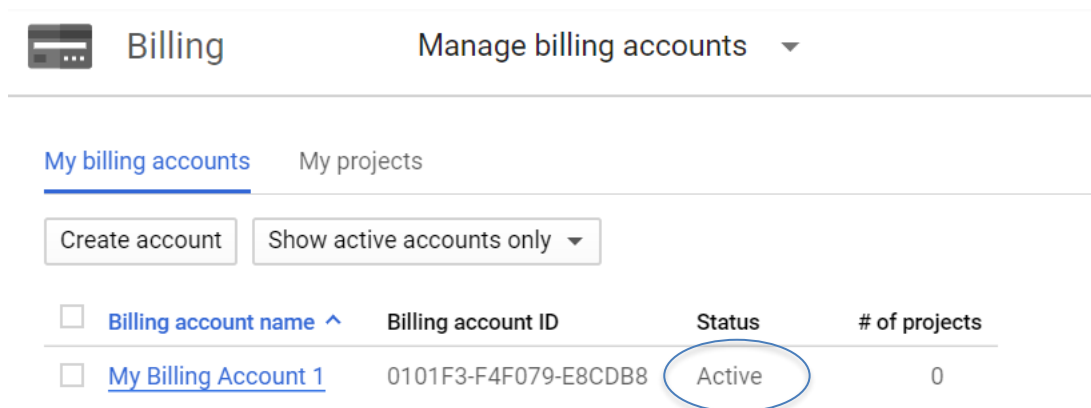 Billing Manage billing accounts
My billing accounts My projects
Create account Show active accounts only
Billing account name Billing account ID Status # of projects
My Billing Account 1 0101F3-F4F079-E8CDB8 Active 0